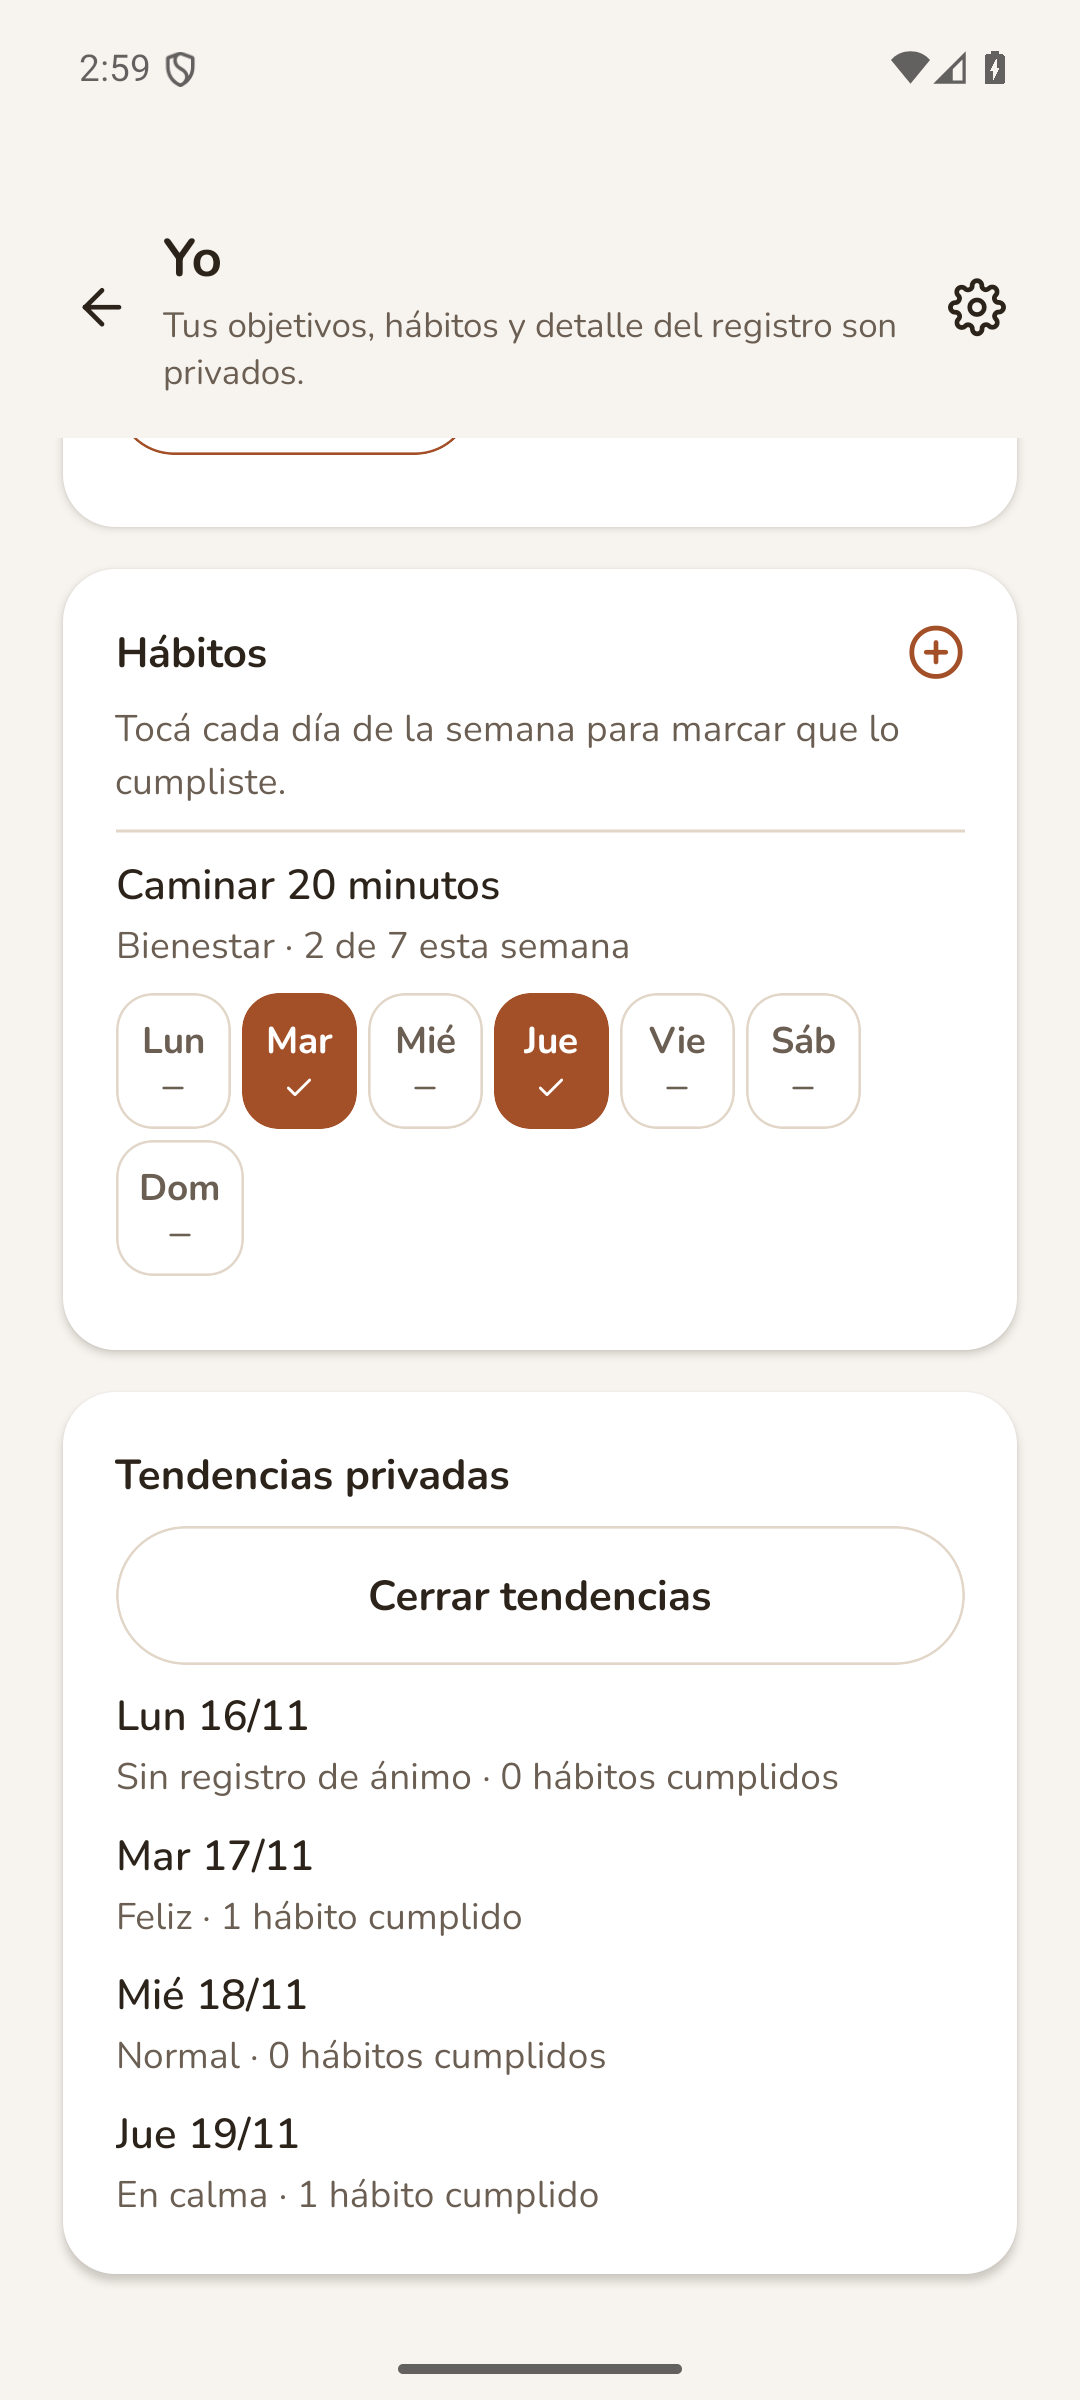 2:59
Yo
Tus objetivos, hábitos y detalle del registro son
privados.
Hábitos
Tocá cada día de la semana para marcar que lo
cumpliste.
Caminar 20 minutos
Bienestar · 2 de 7 esta semana
Lun Mar Mié Jue Vie Sáb
– ✓ – ✓ – –
Dom
–
Tendencias privadas
Cerrar tendencias
Lun 16/11
Sin registro de ánimo · 0 hábitos cumplidos
Mar 17/11
Feliz · 1 hábito cumplido
Mié 18/11
Normal · 0 hábitos cumplidos
Jue 19/11
En calma · 1 hábito cumplido